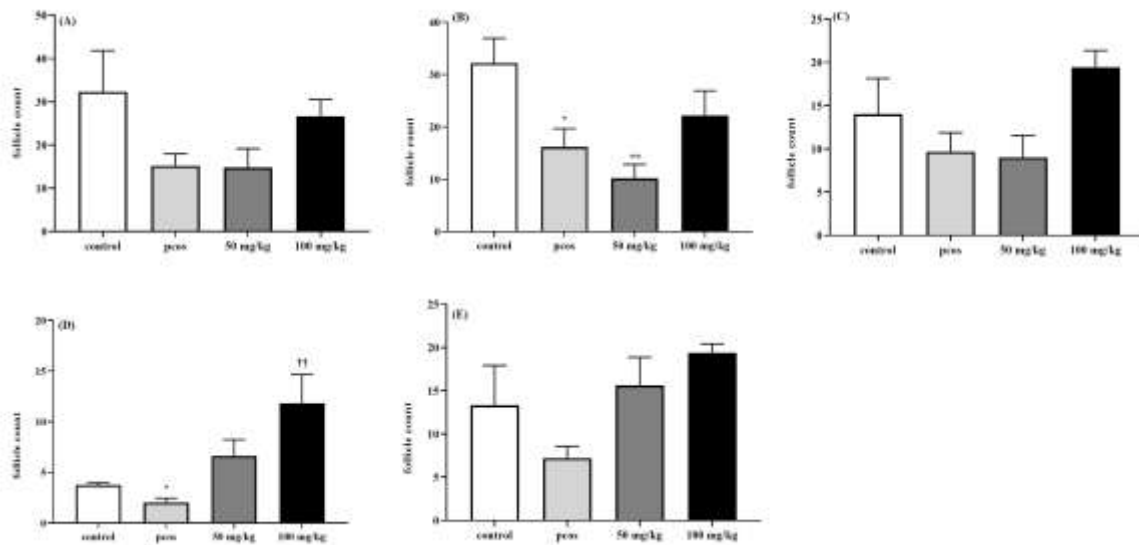 (A)
follicle count
50
40
30
20
10
0
control
pcos
50 mg/kg
100 mg/kg
(B)
follicle count
40
30
20
10
0
*
**
control
pcos
50 mg/kg
100 mg/kg
(C)
follicle count
25
20
15
10
5
0
control
pcos
50 mg/kg
100 mg/kg
(D)
follicle count
20
15
10
5
0
*
††
control
pcos
50 mg/kg
100 mg/kg
(E)
follicle count
25
20
15
10
5
0
control
pcos
50 mg/kg
100 mg/kg